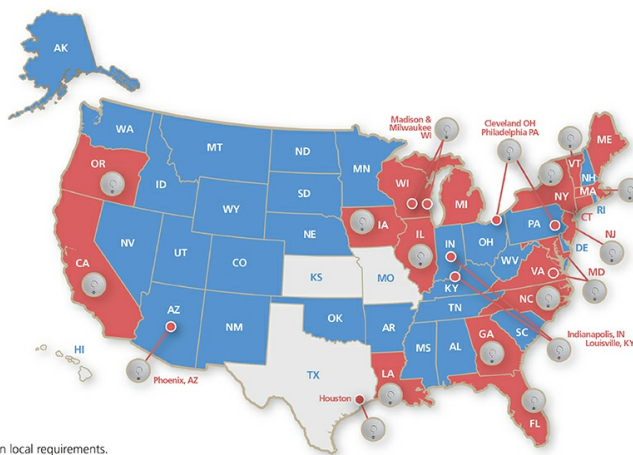 AK
Madison &
Milwaukee
WI
Cleveland OH
Philadelphia PA
WA
OR
MT
ND
MN
ID
WY
SD
WI
MI
VT
ME
NH
NY
MA
CT
RI
NV
UT
CO
NE
IA
IL
IN
OH
PA
NJ
DE
MD
WV
VA
CA
KS
MO
KY
AZ
NM
OK
AR
TN
NC
SC
MS
AL
GA
HI
TX
LA
FL
Indianapolis, IN
Louisville, KY
Phoenix, AZ
Houston
n local requirements.